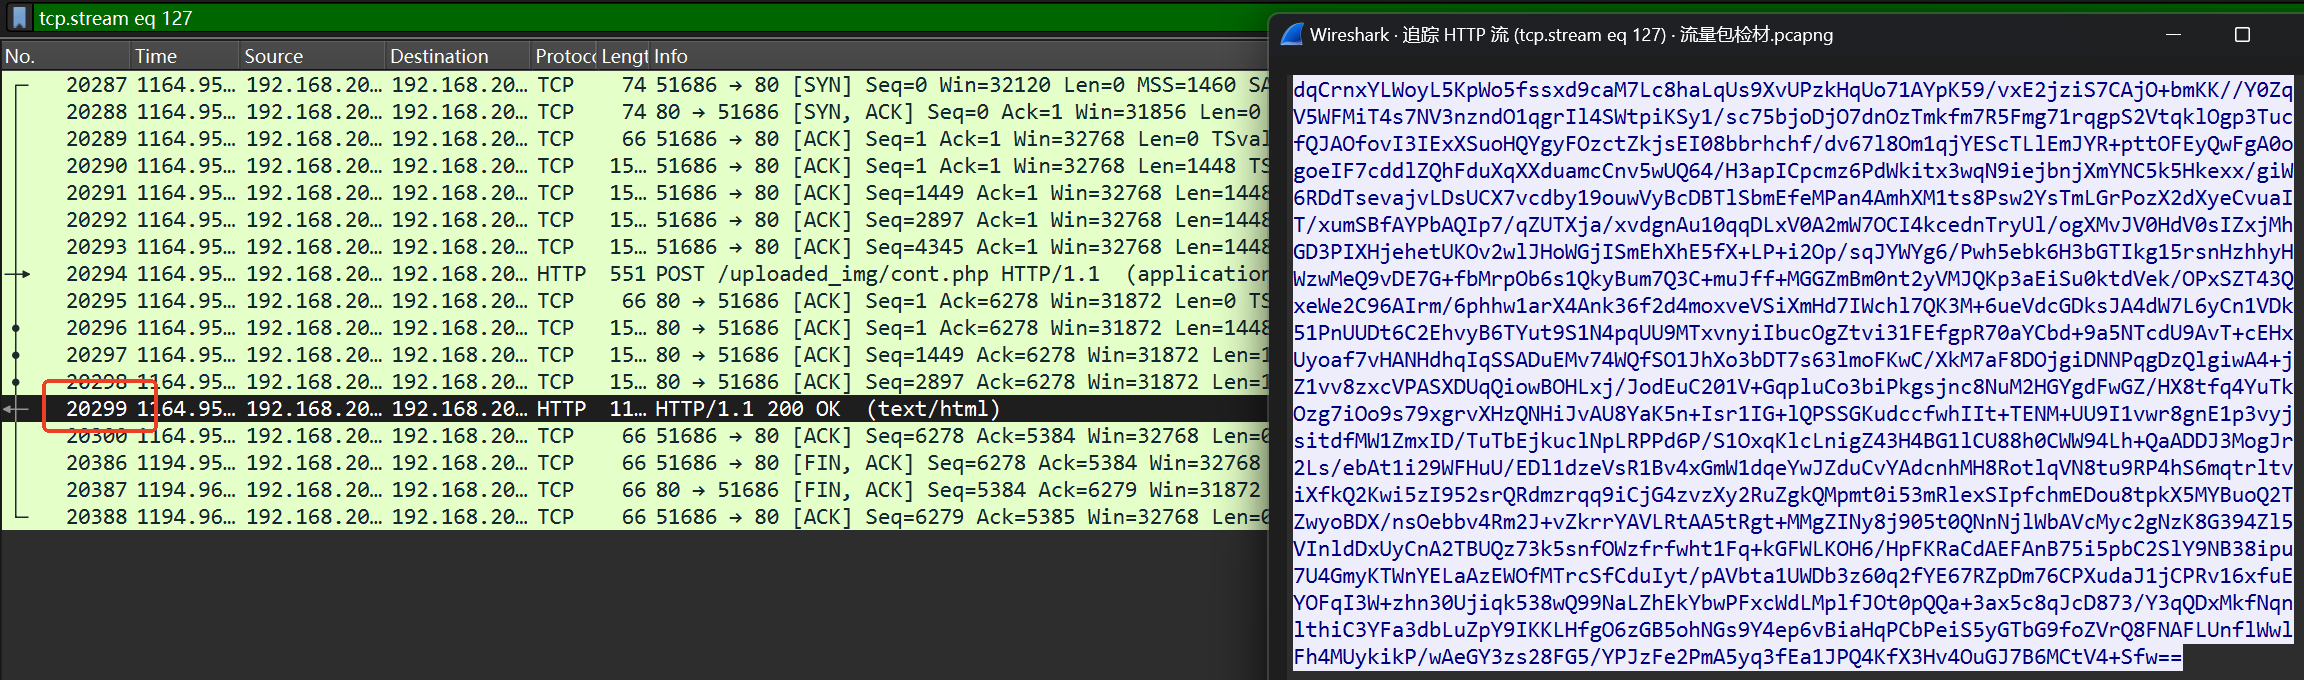 tcp.stream eq 127
No. Time Source Destination Protoc Lengt Info
20287 1164.95… 192.168.20… 192.168.20… TCP 74 51686 → 80 [SYN] Seq=0 Win=32120 Len=0 MSS=1460 SA
20288 1164.95… 192.168.20… 192.168.20… TCP 74 80 → 51686 [SYN, ACK] Seq=0 Ack=1 Win=31856 Len=0
20289 1164.95… 192.168.20… 192.168.20… TCP 66 51686 → 80 [ACK] Seq=1 Ack=1 Win=32768 Len=0 TSval
20290 1164.95… 192.168.20… 192.168.20… TCP 15… 51686 → 80 [ACK] Seq=1 Ack=1 Win=32768 Len=1448 TS
20291 1164.95… 192.168.20… 192.168.20… TCP 15… 51686 → 80 [ACK] Seq=1449 Ack=1 Win=32768 Len=1448
20292 1164.95… 192.168.20… 192.168.20… TCP 15… 51686 → 80 [ACK] Seq=2897 Ack=1 Win=32768 Len=1448
20293 1164.95… 192.168.20… 192.168.20… TCP 15… 51686 → 80 [ACK] Seq=4345 Ack=1 Win=32768 Len=1448
20294 1164.95… 192.168.20… 192.168.20… HTTP 551 POST /uploaded_img/cont.php HTTP/1.1 (application
20295 1164.95… 192.168.20… 192.168.20… TCP 66 80 → 51686 [ACK] Seq=1 Ack=6278 Win=31872 Len=0 TS
20296 1164.95… 192.168.20… 192.168.20… TCP 15… 80 → 51686 [ACK] Seq=1 Ack=6278 Win=31872 Len=1448
20297 1164.95… 192.168.20… 192.168.20… TCP 15… 80 → 51686 [ACK] Seq=1449 Ack=6278 Win=31872 Len=1
20298 1164.95… 192.168.20… 192.168.20… TCP 15… 80 → 51686 [ACK] Seq=2897 Ack=6278 Win=31872 Len=1
20299 1164.95… 192.168.20… 192.168.20… HTTP 11… HTTP/1.1 200 OK (text/html)
20300 1164.95… 192.168.20… 192.168.20… TCP 66 51686 → 80 [ACK] Seq=6278 Ack=5384 Win=32768 Len=0
20386 1194.95… 192.168.20… 192.168.20… TCP 66 51686 → 80 [FIN, ACK] Seq=6278 Ack=5384 Win=32768
20387 1194.96… 192.168.20… 192.168.20… TCP 66 80 → 51686 [FIN, ACK] Seq=5384 Ack=6279 Win=31872
20388 1194.96… 192.168.20… 192.168.20… TCP 66 51686 → 80 [ACK] Seq=6279 Ack=5385 Win=32768 Len=0
Wireshark · 追踪 HTTP 流 (tcp.stream eq 127) · 流量包检材.pcapng
dqCrnxYLWoyL5KpWo5fssxd9caM7Lc8haLqUs9XvUPzkHqUo71AYpK59/vxE2jziS7CAjO+bmKK//Y0Zq
V5WFMiT4s7NV3nzndO1qgrIl4SWtpiKSy1/sc75bjoDjO7dnOzTmkfm7R5Fmg71rqgpS2VtqklOgp3Tuc
fQJAOfovI3IExXSuoHQYgyFOzctZkjsEI08bbrhchf/dv67l8Om1qjYEScTLlEmJYR+pttOFEyQwFgA0o
goeIF7cddlZQhFduXqXXduamcCnv5wUQ64/H3apICpcmz6PdWkitx3wqN9iejbnjXmYNC5k5Hkexx/giW
6RDdTsevajvLDsUCX7vcdby19ouwVyBcDBTlSbmEfeMPan4AmhXM1ts8Psw2YsTmLGrPozX2dXyeCvuaI
T/xumSBfAYPbAQIp7/qZUTXja/xvdgnAu10qqDLxV0A2mW7OCI4kcednTryUl/ogXMvJV0HdV0sIZxjMh
GD3PIXHjehetUKOv2wlJHoWGjISmEhXhE5fX+LP+i2Op/sqJYWYg6/Pwh5ebk6H3bGTIkg15rsnHzhhyH
WzwMeQ9vDE7G+fbMrpOb6s1QkyBum7Q3C+muJff+MGGZmBm0nt2yVMJQKp3aEiSu0ktdVek/OPxSZT43Q
xeWe2C96AIrm/6phhw1arX4Ank36f2d4moxveVSiXmHd7IWchl7QK3M+6ueVdcGDksJA4dW7L6yCn1VDk
51PnUUDt6C2EhvyB6TYut9S1N4pqUU9MTxvnyiIbucOgZtvi31FEfgpR70aYCbd+9a5NTcdU9AvT+cEHx
Uyoaf7vHANHdhqIqSSADuEMv74WQfSO1JhXo3bDT7s63lmoFKwC/XkM7aF8DOjgiDNNPqgDzQlgiwA4+j
Z1vv8zxcVPASXDUqQiowBOHLxj/JodEuC201V+GqpluCo3biPkgsjnc8NuM2HGYgdFwGZ/HX8tfq4YuTk
Ozg7iOo9s79xgrvXHzQNHiJvAU8YaK5n+Isr1IG+lQPSSGKudccfwhIIt+TENM+UU9I1vwr8gnE1p3vyj
sitdfMW1ZmxID/TuTbEjkuclNpLRPPd6P/S1OxqKlcLnigZ43H4BG1lCU88h0CWW94Lh+QaADDJ3MogJr
2Ls/ebAt1i29WFHuU/EDl1dzeVsR1Bv4xGmW1dqeYwJZduCvYAdcnhMH8RotlqVN8tu9RP4hS6mqtrltv
iXfkQ2Kwi5zI952srQRdmzrqq9iCjG4zvzXy2RuZgkQMpmt0i53mRlexSIpfchmEDou8tpkX5MYBuoQ2T
ZwyoBDX/nsOebbv4Rm2J+vZkrrYAVLRtAA5tRgt+MMgZINy8j905t0QNnNjlWbAVcMyc2gNzK8G394Zl5
VInldDxUyCnA2TBUQz73k5snfOWzfrfwht1Fq+kGFWLKOH6/HpFKRaCdAEFAnB75i5pbC2SlY9NB38ipu
7U4GmyKTWnYELaAzEWOfMTrcSfCduIyt/pAVbta1UWDb3z60q2fYE67RZpDm76CPXudaJ1jCPRv16xfuE
YOFqI3W+zhn30Ujiqk538wQ99NaLZhEkYbwPFxcWdLMplfJOt0pQQa+3ax5c8qJcD873/Y3qQDxMkfNqn
lthiC3YFa3dbLuZpY9IKKLHfgO6zGB5ohNGs9Y4ep6vBiaHqPCbPeiS5yGTbG9foZVrQ8FNAFLUnflWwl
Fh4MUykikP/wAeGY3zs28FG5/YPJzFe2PmA5yq3fEa1JPQ4KfX3Hv4OuGJ7B6MCtV4+Sfw==